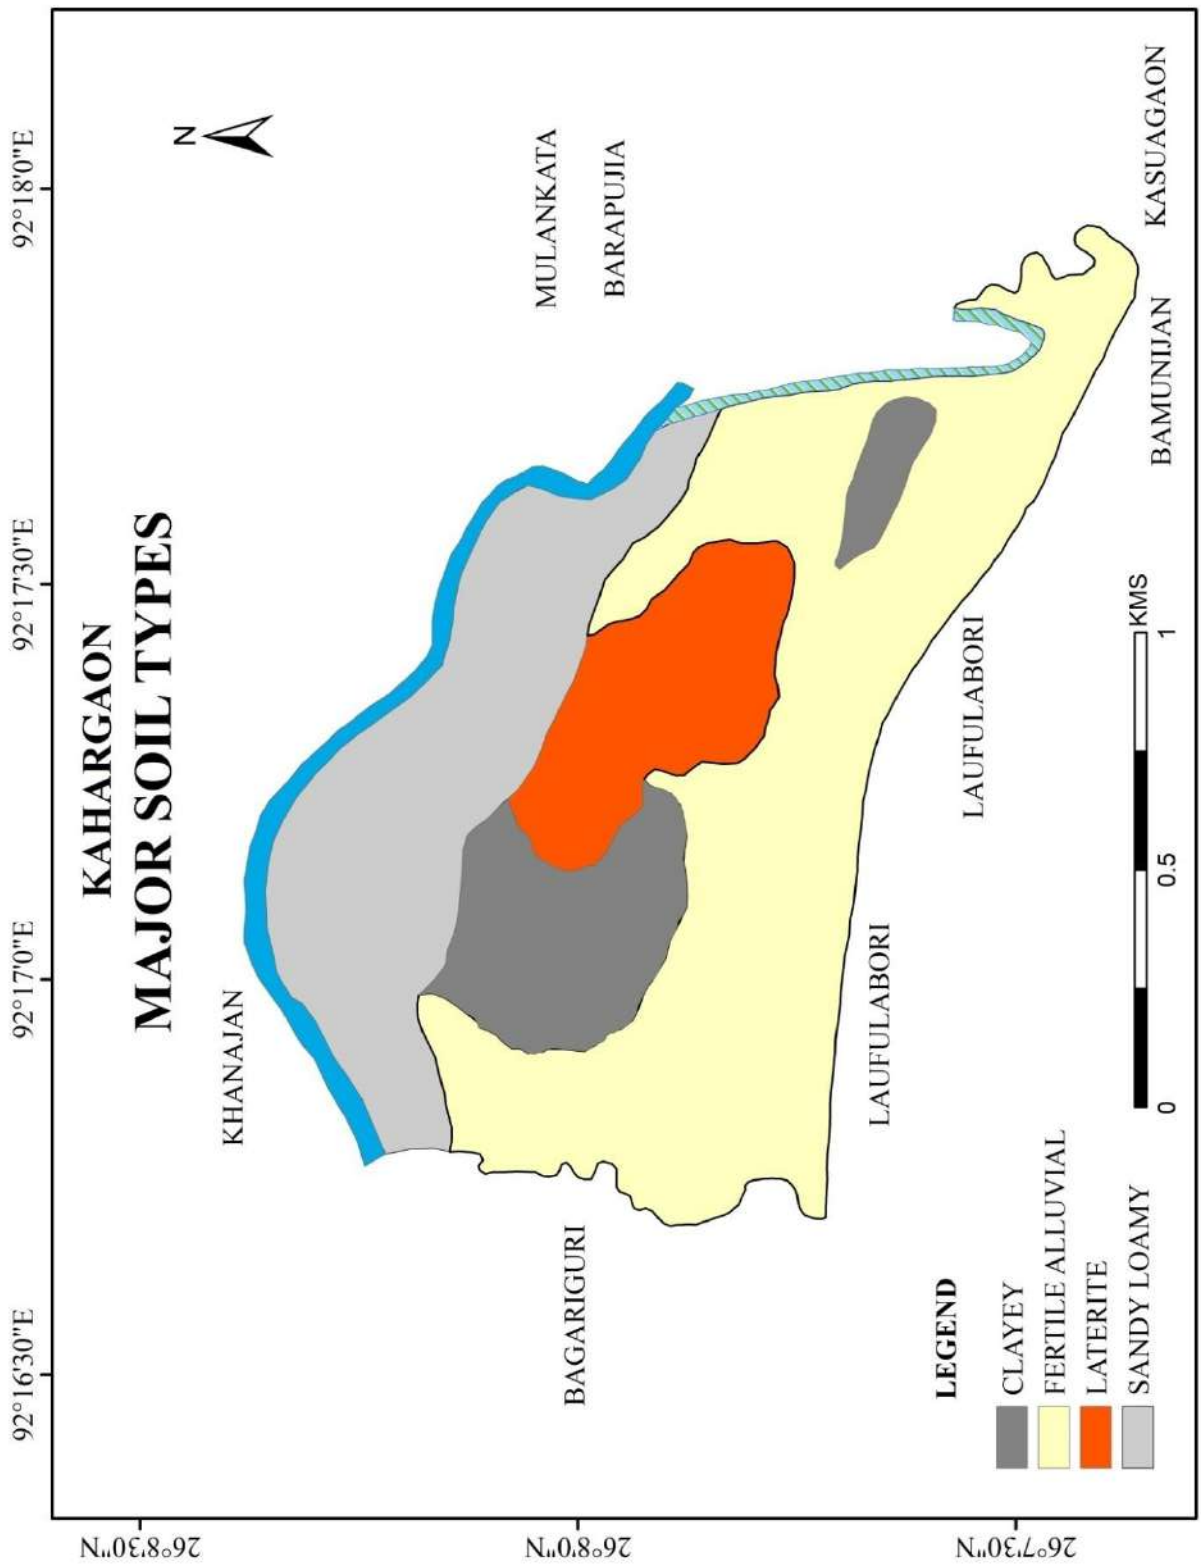 KAHARGAON
MAJOR SOIL TYPES
92°16'30"E
92°17'0"E
92°17'30"E
92°18'0"E
26°8'30"N
26°8'0"N
26°7'30"N
N
KHANAJAN
MULANKATA
BARAPUJIA
BAGARIGURI
LAUFULABORI
LAUFULABORI
BAMUNIJAN
KASUAGAON
LEGEND
CLAYEY
FERTILE ALLUVIAL
LATERITE
SANDY LOAMY
0
0.5
1
KMS